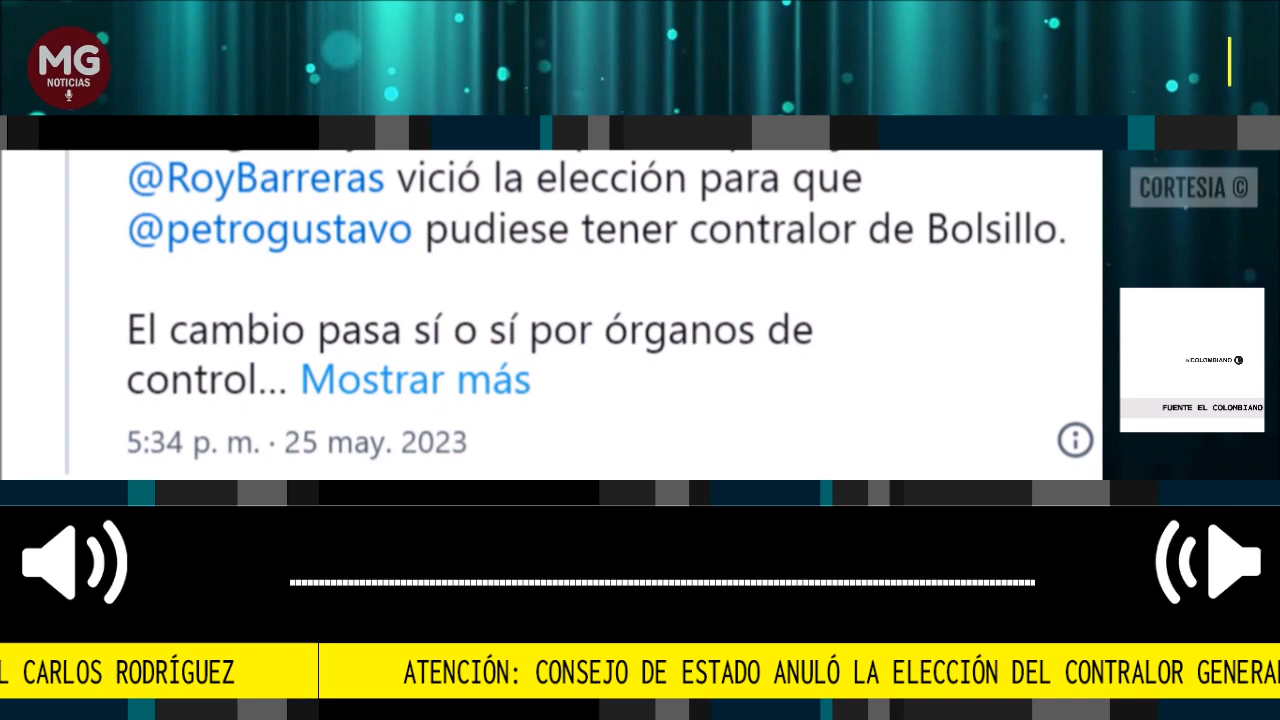 MG
NOTICIAS
@RoyBarreras vició la elección para que
@petrogustavo pudiese tener contralor de Bolsillo.
El cambio pasa sí o sí por órganos de
control... Mostrar más
5:34 p. m. · 25 may. 2023
CORTESIA ©
EL COLOMBIANO
FUENTE EL COLOMBIANO
L CARLOS RODRÍGUEZ
ATENCIÓN: CONSEJO DE ESTADO ANULÓ LA ELECCIÓN DEL CONTRALOR GENERAL